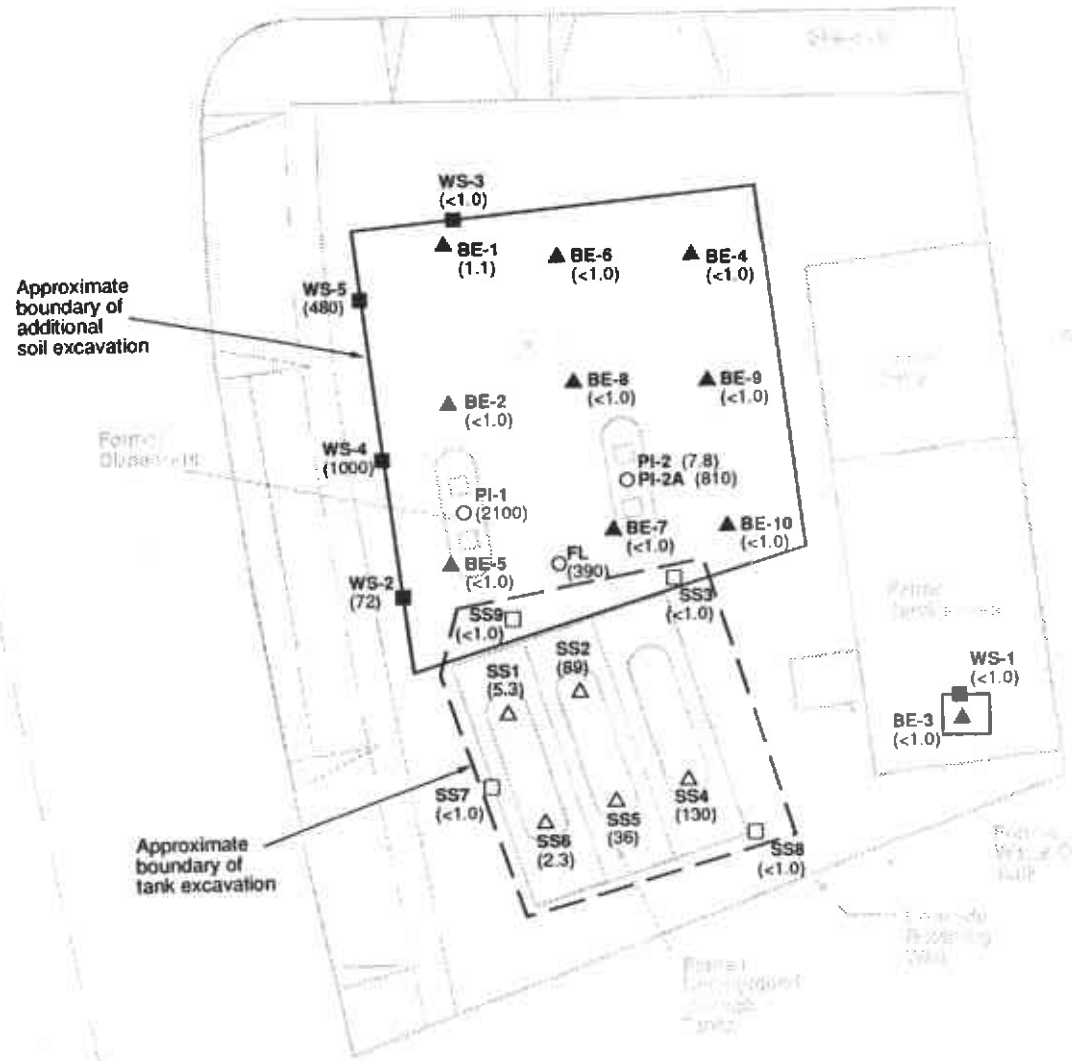 WS-3
(<1.0)
BE-1
(1.1)
BE-6
(<1.0)
BE-4
(<1.0)
Approximate
boundary of
additional
soil excavation
WS-5
(480)
BE-8
(<1.0)
BE-9
(<1.0)
BE-2
(<1.0)
WS-4
(1000)
PI-2 (7.8)
PI-2A (810)
PI-1
(2100)
BE-7
(<1.0)
BE-10
(<1.0)
BE-5
(<1.0)
FL
(390)
WS-2
(72)
SS9
(<1.0)
SS3
(<1.0)
SS1
(5.3)
SS2
(89)
WS-1
(<1.0)
BE-3
(<1.0)
SS7
(<1.0)
SS6
(2.3)
SS5
(36)
SS4
(130)
SS8
(<1.0)
Approximate
boundary of
tank excavation